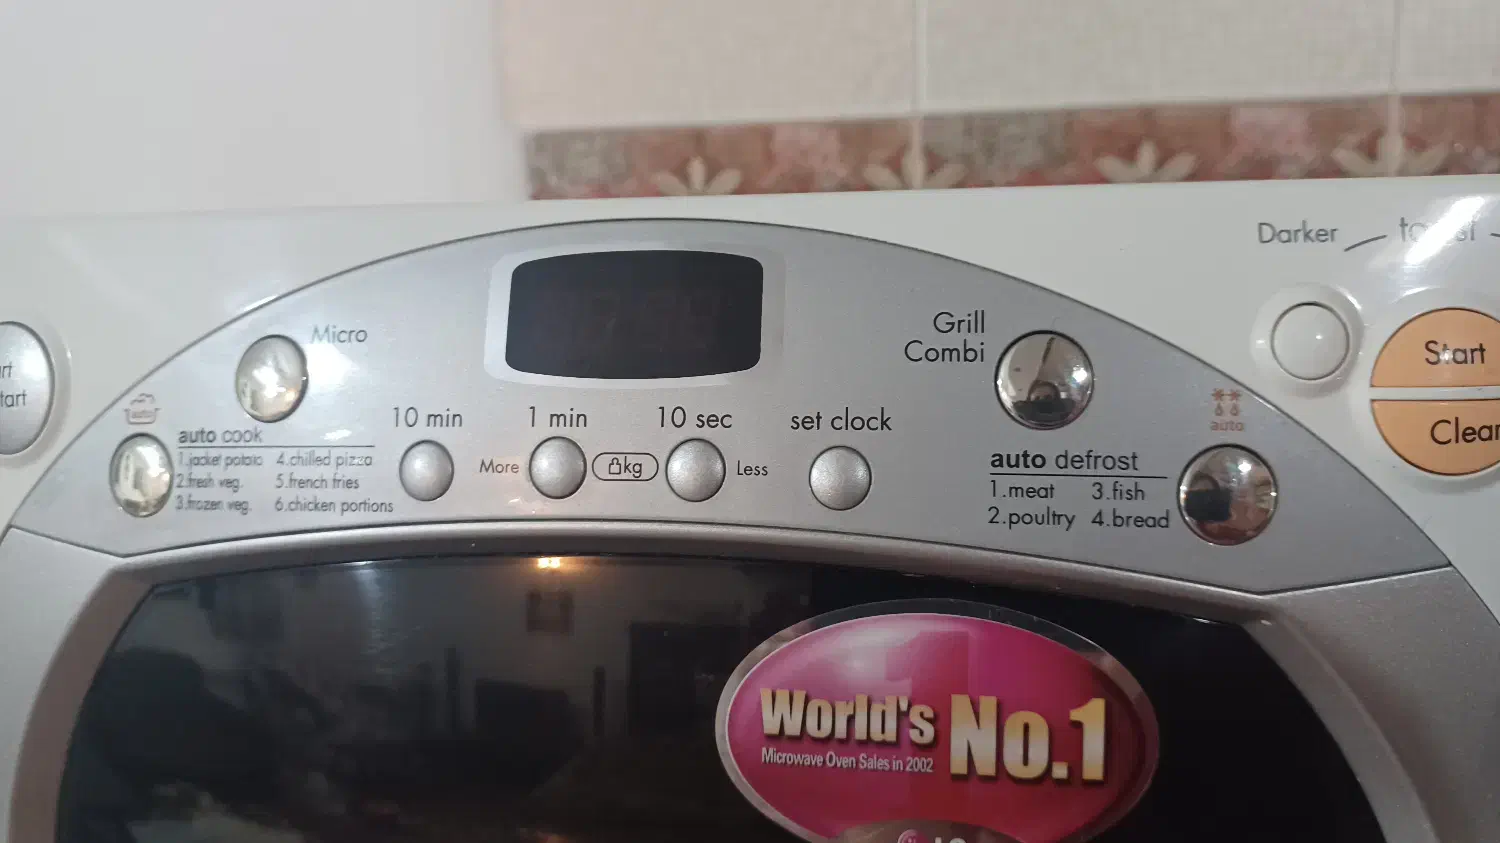 Darker
Micro
Grill
Combi
Start
Clear
auto
auto cook
1.jacket potato 4.chilled pizza
2.fresh veg. 5.french fries
3.frozen veg. 6.chicken portions
10 min
1 min
10 sec
set clock
More
kg
Less
auto
auto defrost
1.meat 3.fish
2.poultry 4.bread
World's No.1
Microwave Oven Sales in 2002